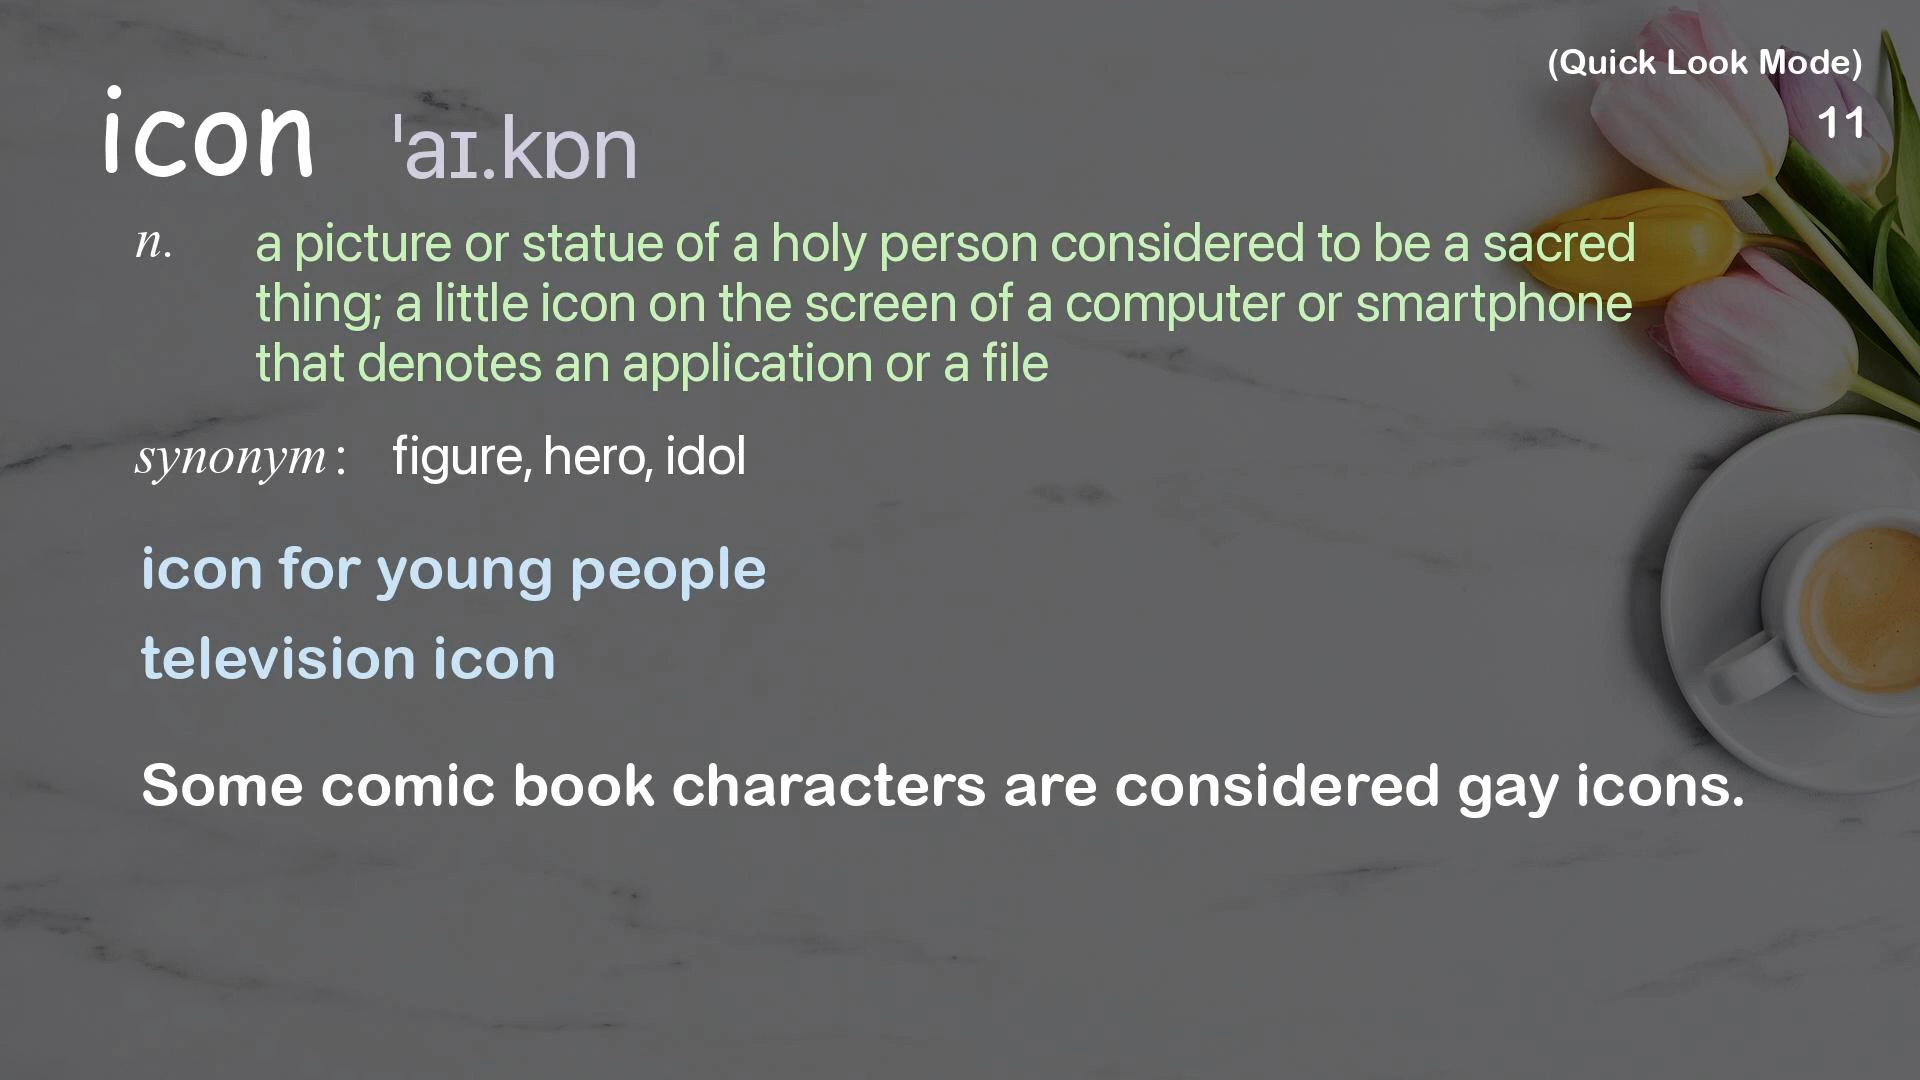 (Quick Look Mode)
11
icon ˈaɪ.kɒn
n. a picture or statue of a holy person considered to be a sacred
thing; a little icon on the screen of a computer or smartphone
that denotes an application or a file
synonym : figure, hero, idol
icon for young people
television icon
Some comic book characters are considered gay icons.